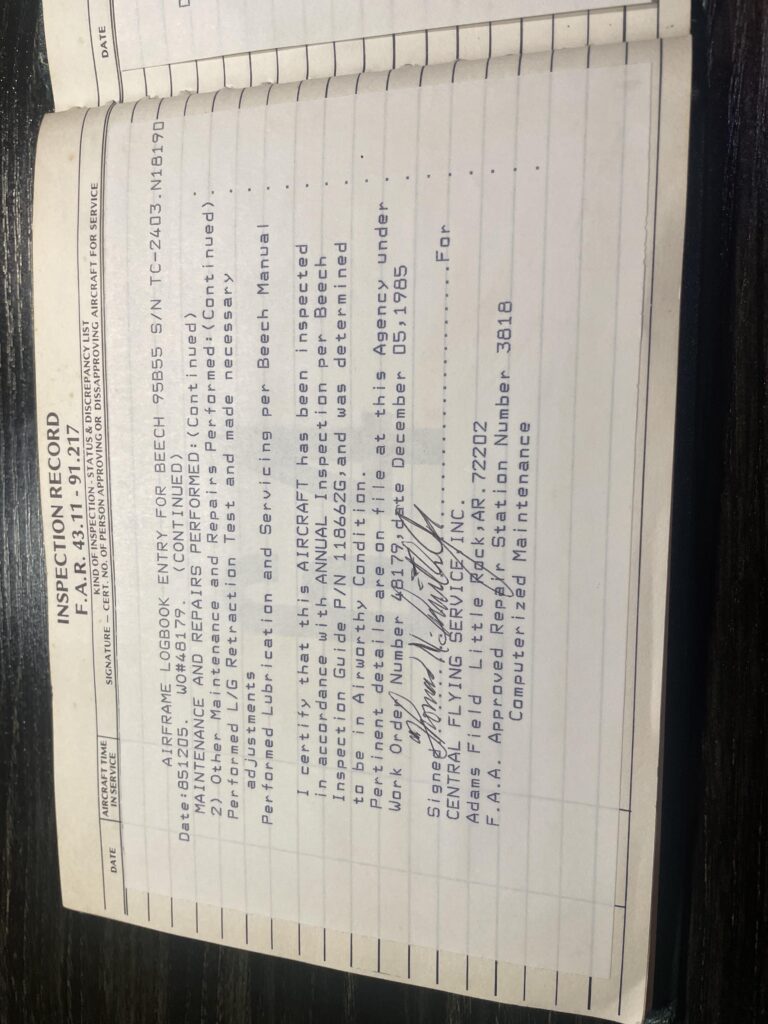 DATE
INSPECTION RECORD
F.A.R. 43.11 - 91.217
DATE
AIRCRAFT TIME
IN SERVICE
KIND OF INSPECTION - STATUS & DISCREPANCY LIST
SIGNATURE — CERT. NO. OF PERSON APPROVING OR DISSAPPROVING AIRCRAFT FOR SERVICE
AIRFRAME LOGBOOK ENTRY FOR BEECH 95B55 S/N TC-2403.N18190
Date:851205. WO#48179. (CONTINUED)
MAINTENANCE AND REPAIRS PERFORMED:(Continued)
2) Other Maintenance and Repairs Performed:(Continued).
Performed L/G Retraction Test and made necessary
adjustments
Performed Lubrication and Servicing per Beech Manual
I certify that this AIRCRAFT has been inspected
in accordance with ANNUAL Inspection per Beech
Inspection Guide P/N 118662G,and was determined
to be in Airworthy Condition.
Pertinent details are on file at this Agency under
Work Order Number 48179,date December 05,1985
Signed Thomas N. .....................For
CENTRAL FLYING SERVICE,INC.
Adams Field Little Rock,AR.72202
F.A.A. Approved Repair Station Number 3818
Computerized Maintenance